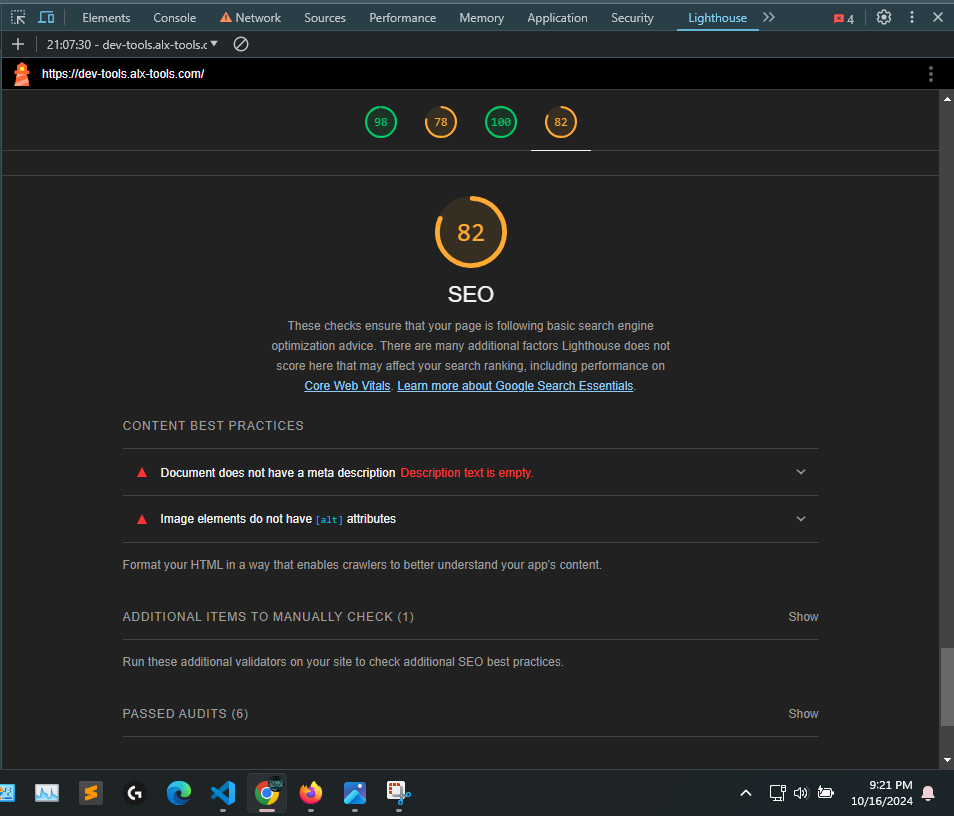 Elements Console Network Sources Performance Memory Application Security Lighthouse 4
21:07:30 - dev-tools.alx-tools.c
https://dev-tools.alx-tools.com/
98 78 100 82
82
SEO
These checks ensure that your page is following basic search engine
optimization advice. There are many additional factors Lighthouse does not
score here that may affect your search ranking, including performance on
Core Web Vitals. Learn more about Google Search Essentials.
CONTENT BEST PRACTICES
Document does not have a meta description Description text is empty.
Image elements do not have [alt] attributes
Format your HTML in a way that enables crawlers to better understand your app's content.
ADDITIONAL ITEMS TO MANUALLY CHECK (1) Show
Run these additional validators on your site to check additional SEO best practices.
PASSED AUDITS (6) Show
9:21 PM
10/16/2024